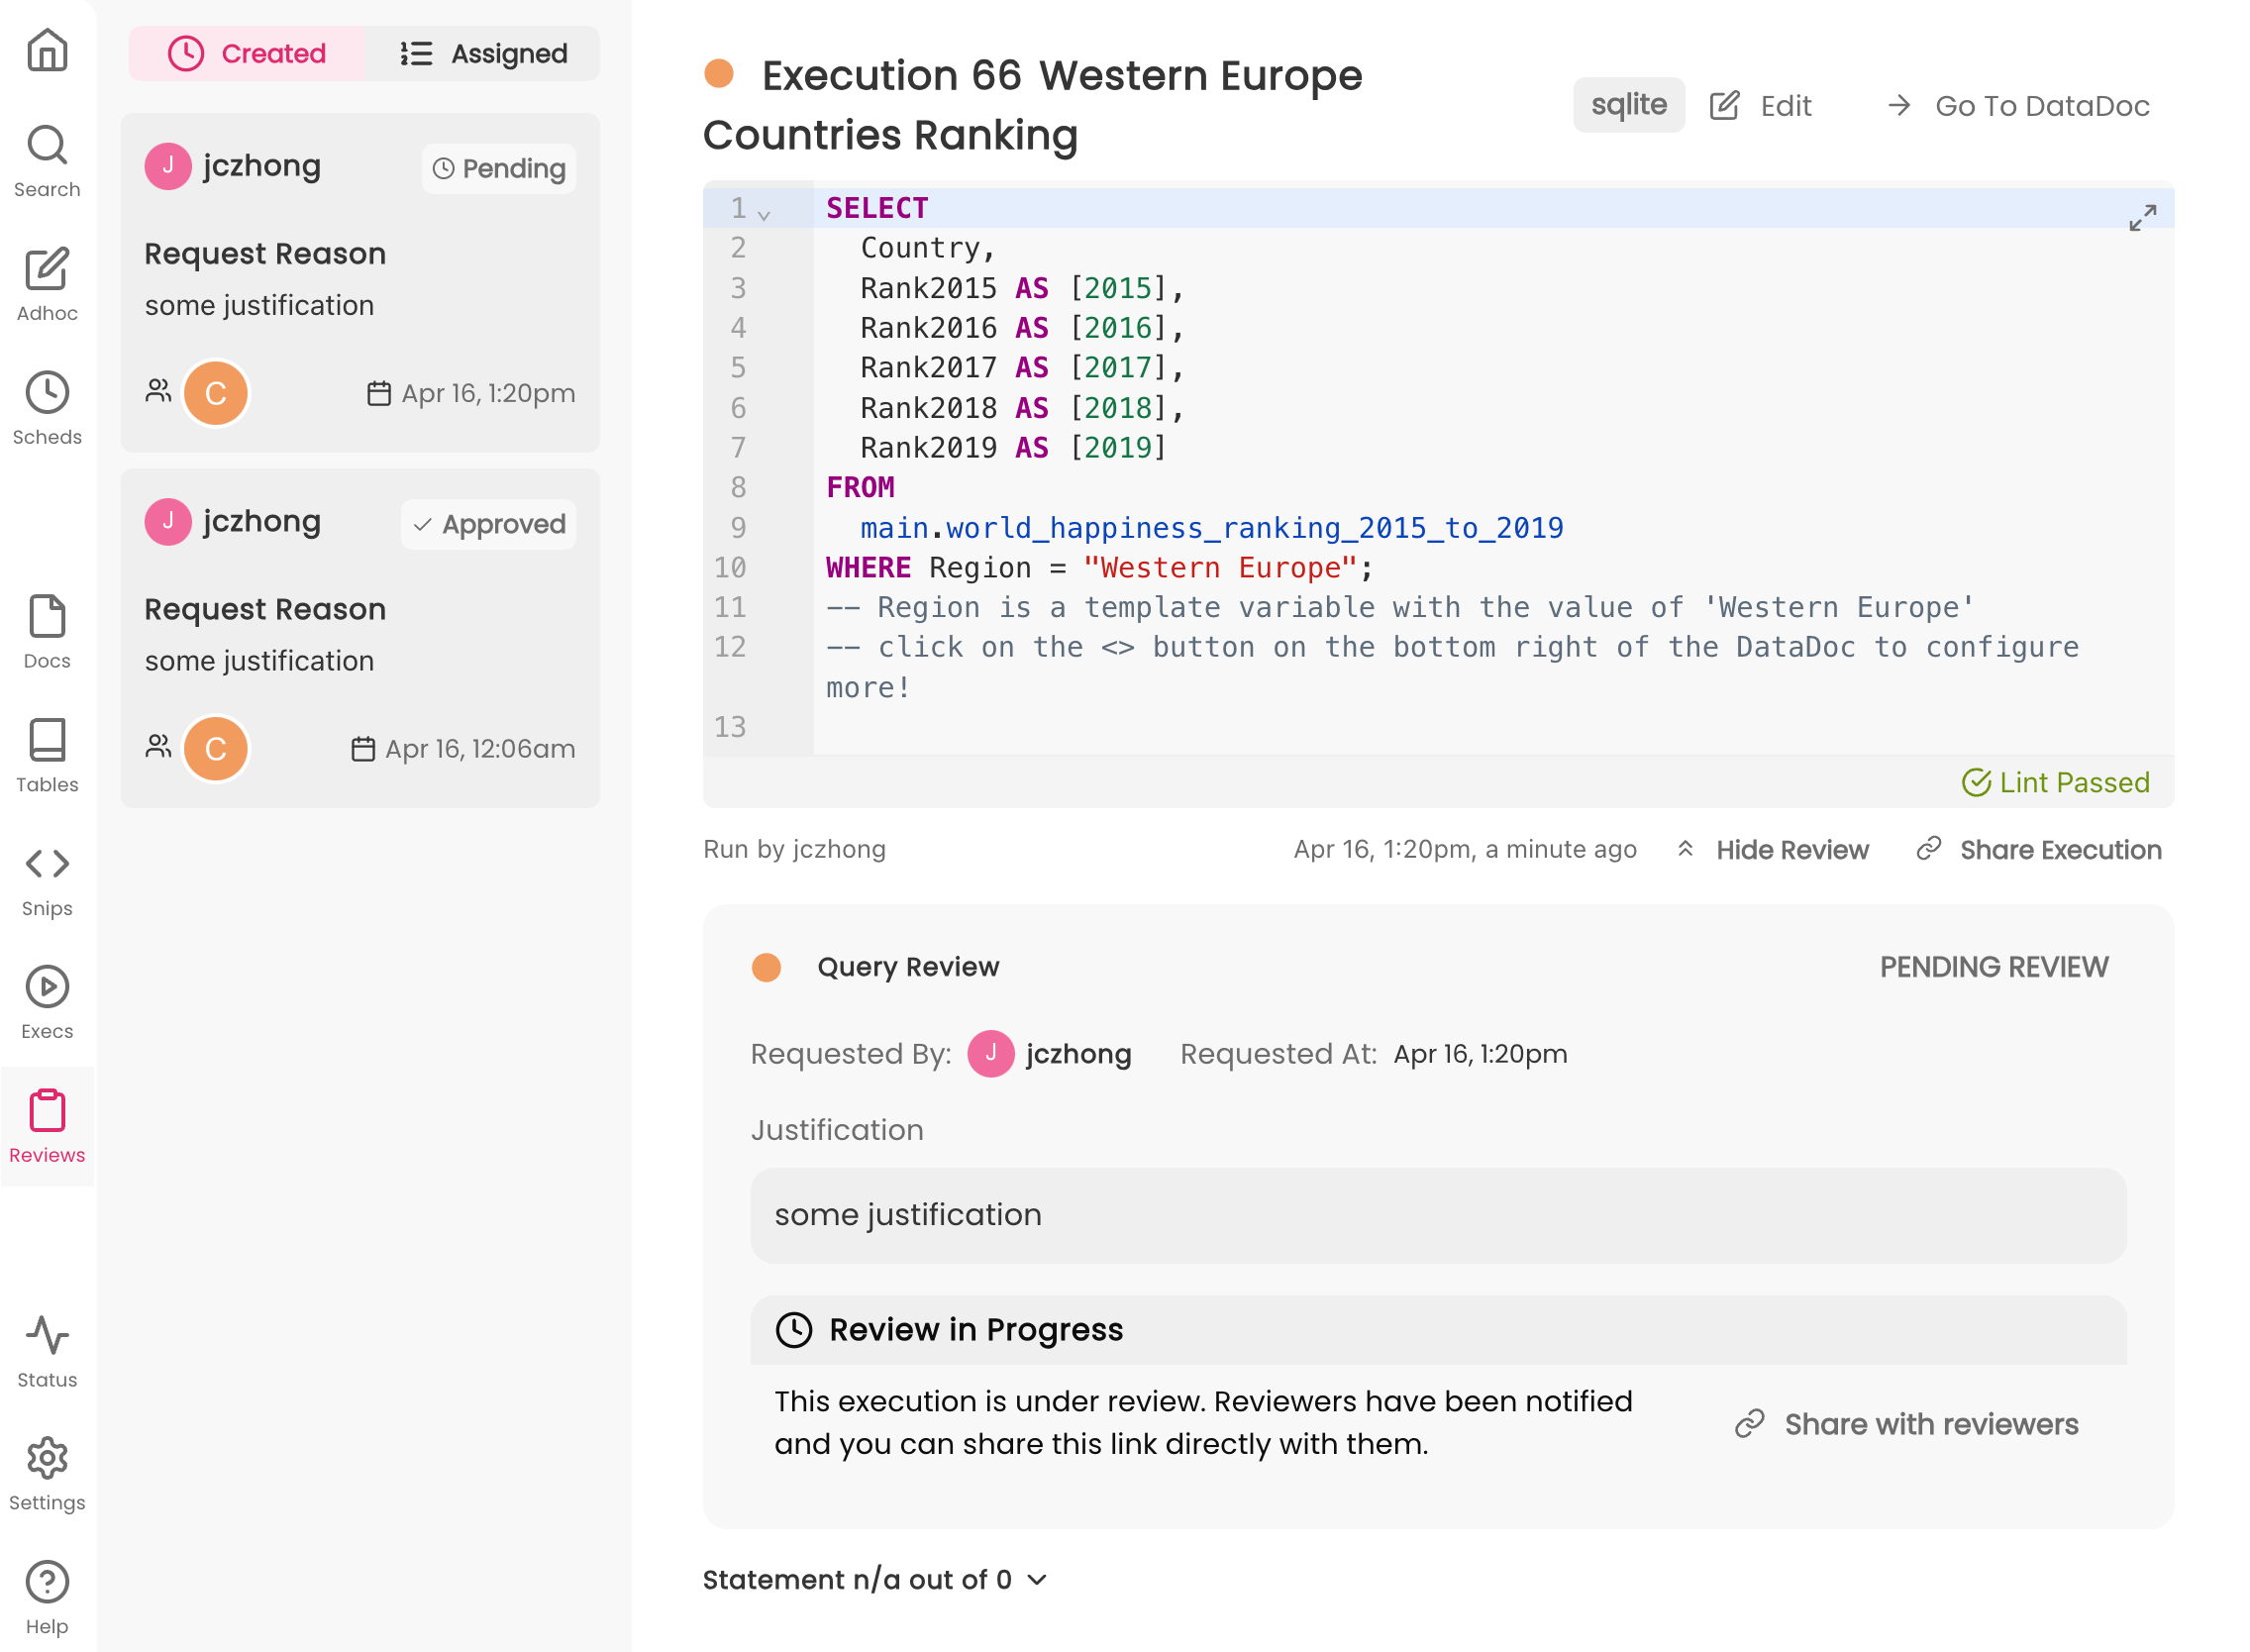 Search
Adhoc
Scheds
Docs
Tables
Snips
Execs
Reviews
Status
Settings
Help
Created
Assigned
J jczhong
Pending
Request Reason
some justification
C
Apr 16, 1:20pm
J jczhong
Approved
Request Reason
some justification
C
Apr 16, 12:06am
Execution 66 Western Europe
Countries Ranking
sqlite
Edit
Go To DataDoc
1 SELECT
2 Country,
3 Rank2015 AS [2015],
4 Rank2016 AS [2016],
5 Rank2017 AS [2017],
6 Rank2018 AS [2018],
7 Rank2019 AS [2019]
8 FROM
9 main.world_happiness_ranking_2015_to_2019
10 WHERE Region = "Western Europe";
11 -- Region is a template variable with the value of 'Western Europe'
12 -- click on the <> button on the bottom right of the DataDoc to configure
more!
13
Lint Passed
Run by jczhong
Apr 16, 1:20pm, a minute ago
Hide Review
Share Execution
Query Review
PENDING REVIEW
Requested By: J jczhong
Requested At: Apr 16, 1:20pm
Justification
some justification
Review in Progress
This execution is under review. Reviewers have been notified
and you can share this link directly with them.
Share with reviewers
Statement n/a out of 0